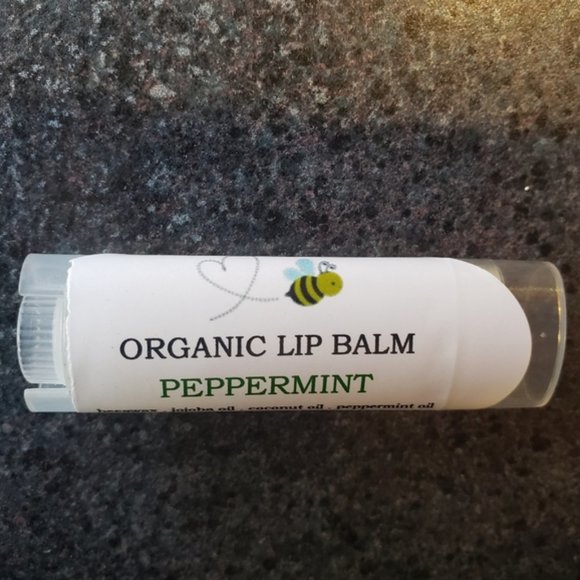 ORGANIC LIP BALM
PEPPERMINT
beeswax . jojoba oil . coconut oil . peppermint oil